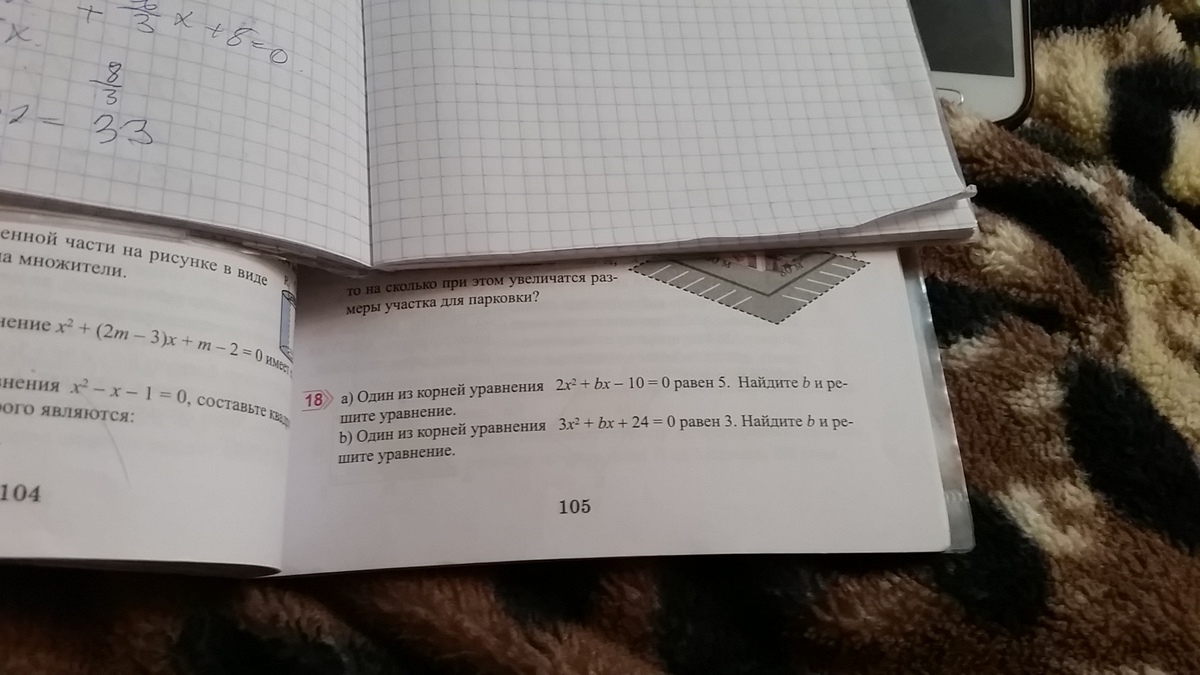 x + 8 = 0
x.
8
3
2 = 33
енной части на рисунке в виде
а множители.
нение x² + (2m – 3)x + m – 2 = 0 имеет
внения x² – x – 1 = 0, составьте квад
рого являются:
104
то на сколько при этом увеличатся раз-
меры участка для парковки?
18 a) Один из корней уравнения 2x² + bx – 10 = 0 равен 5. Найдите b и ре-
шите уравнение.
b) Один из корней уравнения 3x² + bx + 24 = 0 равен 3. Найдите b и ре-
шите уравнение.
105